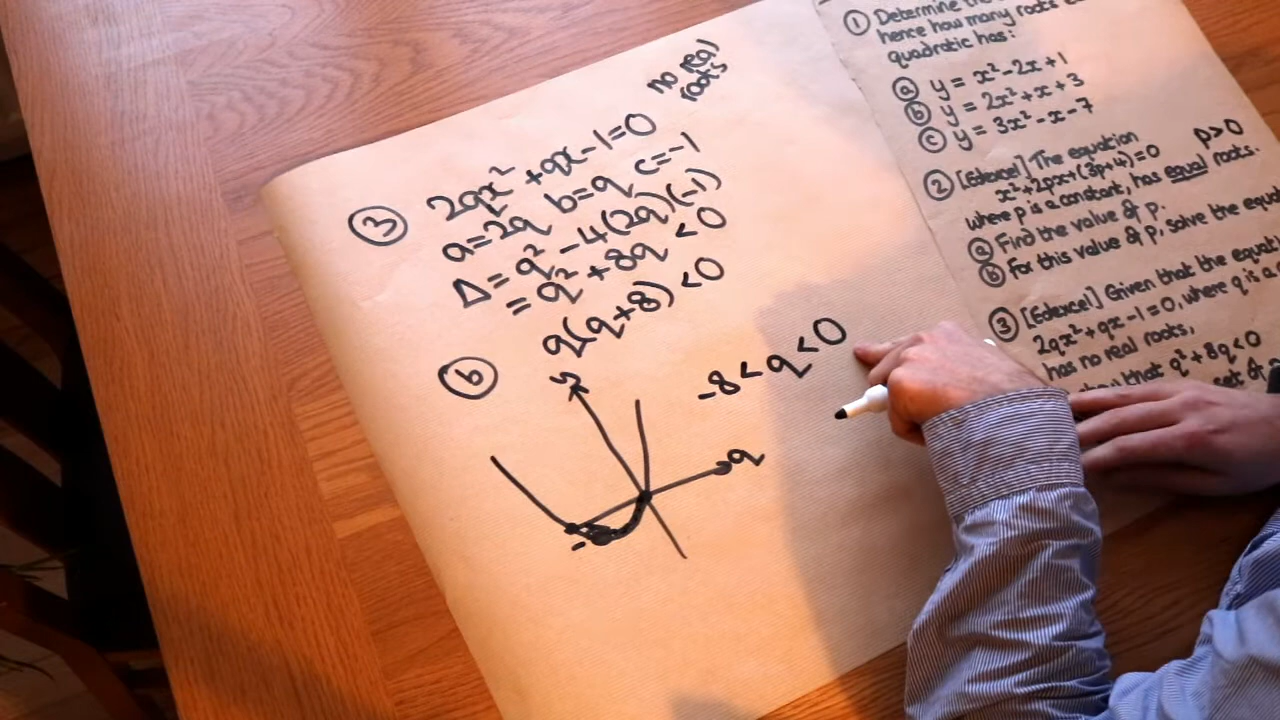 ③ 2qx² + qx - 1 = 0
no real
roots
a = 2q b = q c = -1
Δ = q² - 4(2q)(-1)
= q² + 8q < 0
ⓑ q(q+8) < 0
-8 < q < 0
y
q
① Determine the
hence how many roots
quadratic has:
ⓐ y = x² - 2x + 1
ⓑ y = 2x² + x + 3
ⓒ y = 3x² - x - 7
② [Edexcel] The equation
x² + 2px + (3p+4) = 0 p > 0
where p is a constant, has equal roots.
ⓐ Find the value of p.
ⓑ For this value of p, solve the
③ [Edexcel] Given that the
2qx² + qx - 1 = 0, where q is a
has no real roots,
that q² + 8q < 0
set of